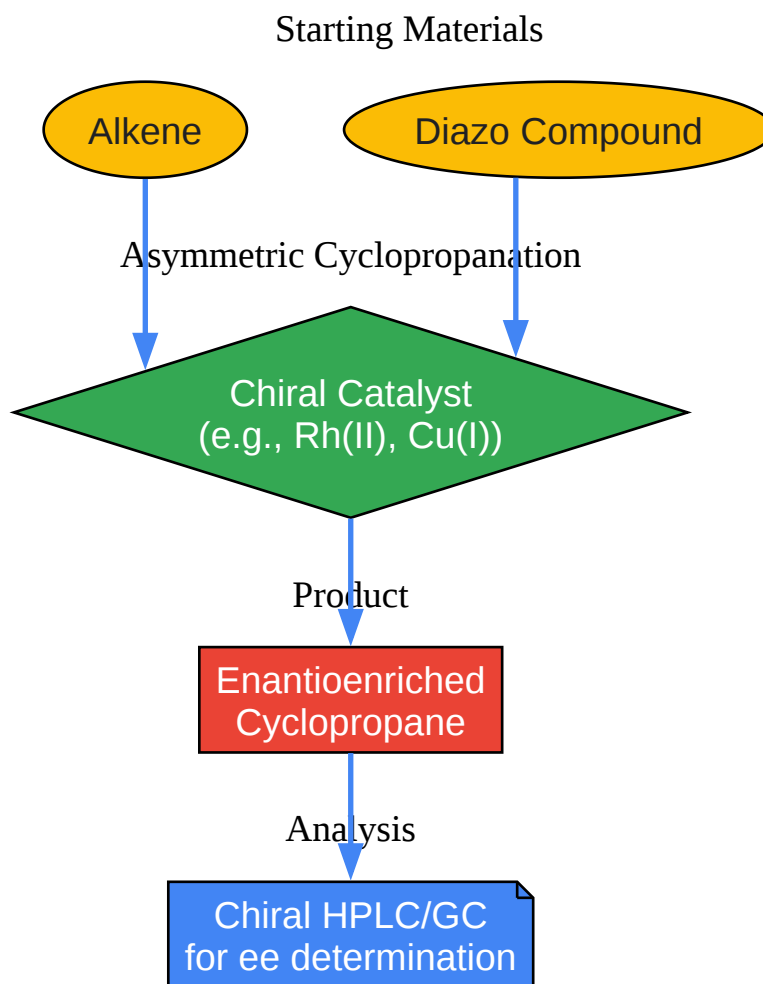 Starting Materials
Alkene
Diazo Compound
Asymmetric Cyclopropanation
Chiral Catalyst
(e.g., Rh(II), Cu(I))
Product
Enantioenriched
Cyclopropane
Analysis
Chiral HPLC/GC
for ee determination